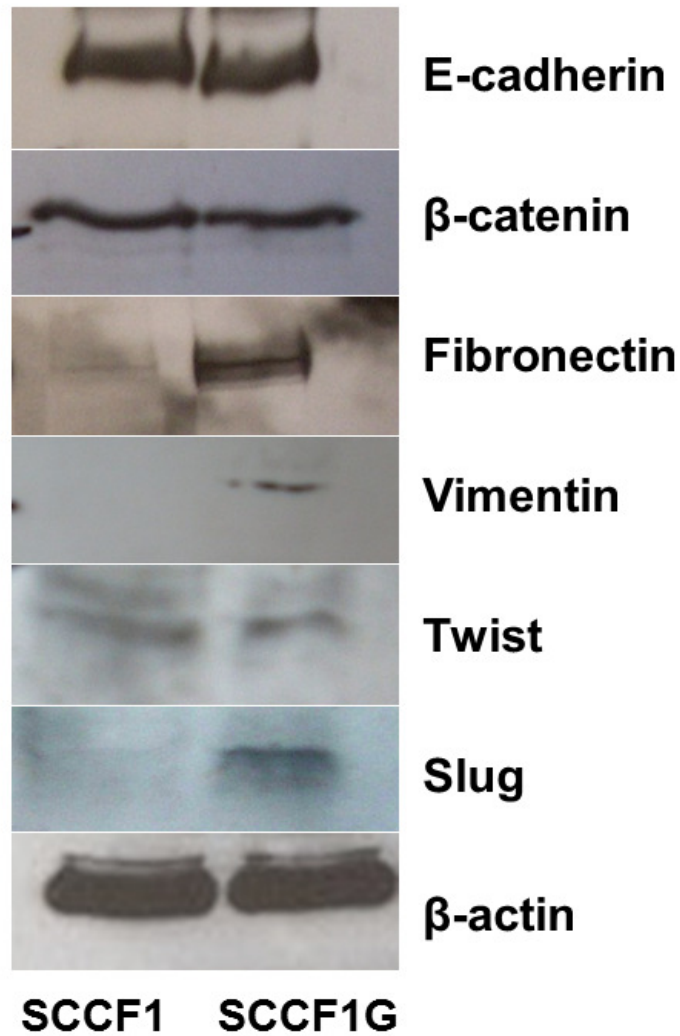 E-cadherin
β-catenin
Fibronectin
Vimentin
Twist
Slug
β-actin
SCCF1 SCCF1G